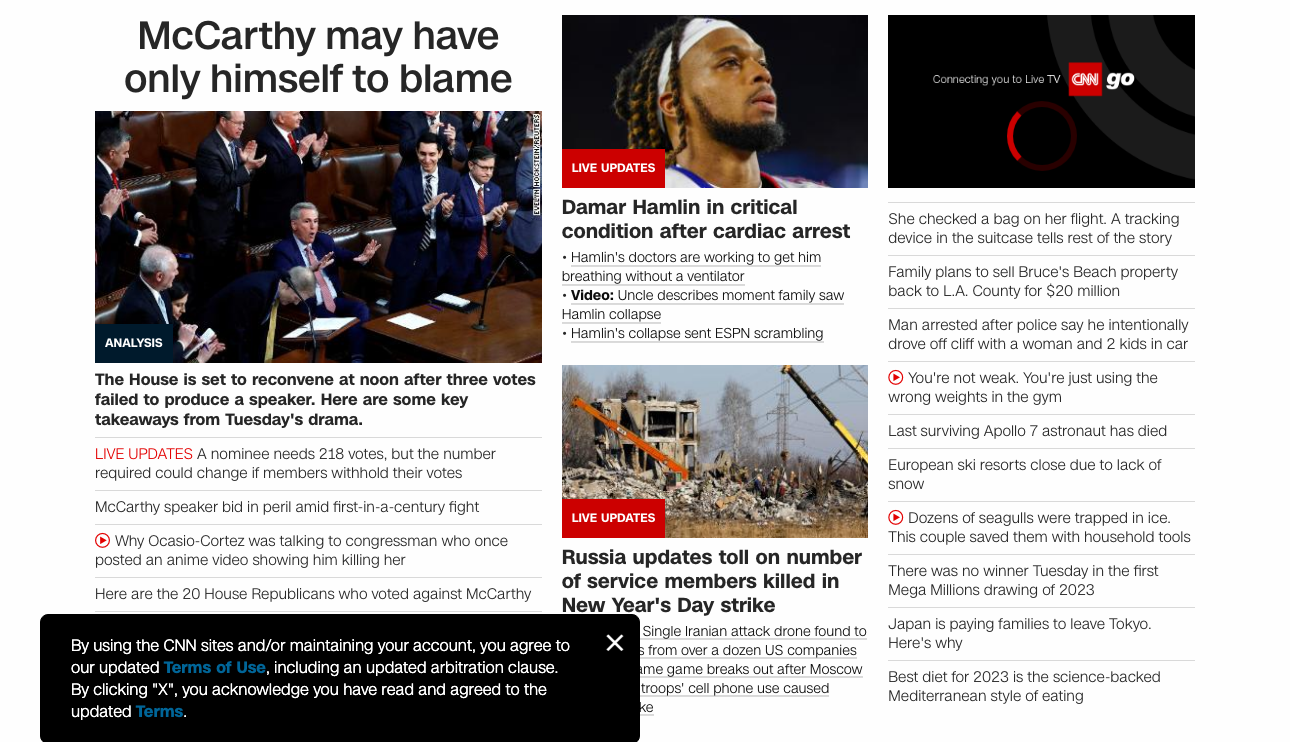 McCarthy may have
only himself to blame
EVELYN HOCKSTEIN/REUTERS
ANALYSIS
The House is set to reconvene at noon after three votes
failed to produce a speaker. Here are some key
takeaways from Tuesday's drama.
LIVE UPDATES A nominee needs 218 votes, but the number
required could change if members withhold their votes
McCarthy speaker bid in peril amid first-in-a-century fight
Why Ocasio-Cortez was talking to congressman who once
posted an anime video showing him killing her
Here are the 20 House Republicans who voted against McCarthy
LIVE UPDATES
Damar Hamlin in critical
condition after cardiac arrest
• Hamlin's doctors are working to get him
breathing without a ventilator
• Video: Uncle describes moment family saw
Hamlin collapse
• Hamlin's collapse sent ESPN scrambling
LIVE UPDATES
Russia updates toll on number
of service members killed in
New Year's Day strike
Single Iranian attack drone found to
s from over a dozen US companies
ame game breaks out after Moscow
troops' cell phone use caused
ke
Connecting you to Live TV CNN go
She checked a bag on her flight. A tracking
device in the suitcase tells rest of the story
Family plans to sell Bruce's Beach property
back to L.A. County for $20 million
Man arrested after police say he intentionally
drove off cliff with a woman and 2 kids in car
You're not weak. You're just using the
wrong weights in the gym
Last surviving Apollo 7 astronaut has died
European ski resorts close due to lack of
snow
Dozens of seagulls were trapped in ice.
This couple saved them with household tools
There was no winner Tuesday in the first
Mega Millions drawing of 2023
Japan is paying families to leave Tokyo.
Here's why
Best diet for 2023 is the science-backed
Mediterranean style of eating
By using the CNN sites and/or maintaining your account, you agree to
our updated Terms of Use, including an updated arbitration clause.
By clicking "X", you acknowledge you have read and agreed to the
updated Terms.